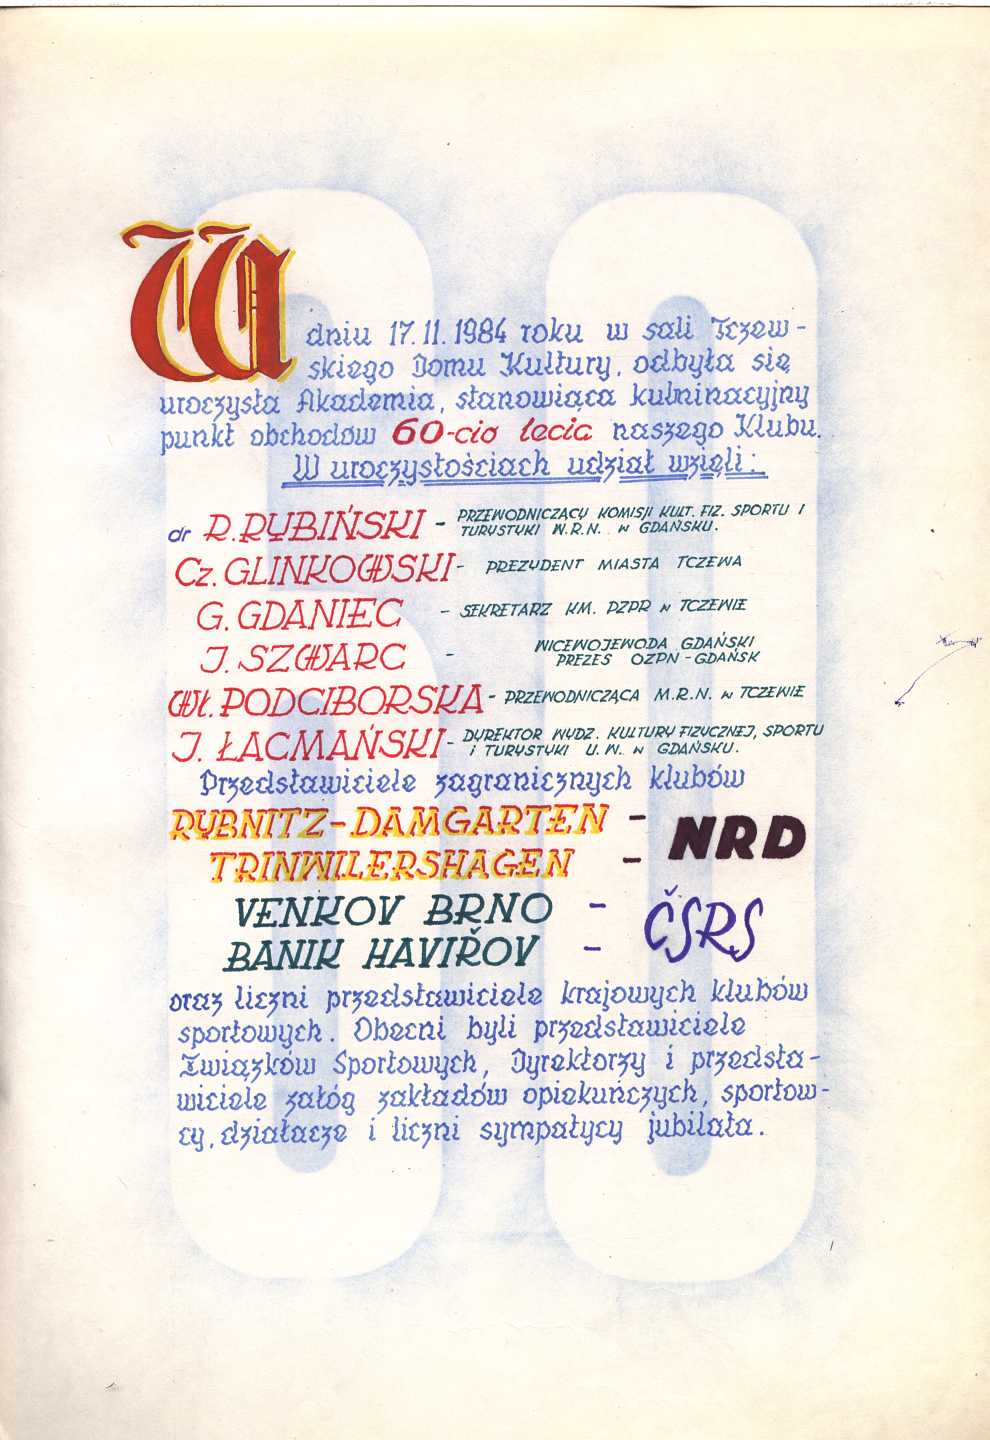 W dniu 17.11.1984 roku w sali Tczew-
skiego Domu Kultury, odbyła się
uroczysta Akademia, stanowiąca kulminacyjny
punkt obchodów 60-cio lecia naszego Klubu.
W uroczystościach udział wzięli:
dr R. RYBIŃSKI - PRZEWODNICZĄCY KOMISJI KULT. FIZ. SPORTU I
TURYSTYKI W.R.N. w GDAŃSKU.
Cz. GLINKOWSKI - PREZYDENT MIASTA TCZEWA
G. GDANIEC - SEKRETARZ KM. PZPR w TCZEWIE
J. SZWARC - WICEWOJEWODA GDAŃSKI
PREZES OZPN - GDAŃSK
Wł. PODCIBORSKA - PRZEWODNICZĄCA M.R.N. w TCZEWIE
J. ŁACMAŃSKI - DYREKTOR WYDZ. KULTURY FIZYCZNEJ, SPORTU
i TURYSTYKI U.W. w GDAŃSKU.
Przedstawiciele zagranicznych klubów
RYBNITZ-DAMGARTEN -
TRINWILERSHAGEN - NRD
VENKOV BRNO -
BANIK HAVIŘOV - ČSRS
oraz liczni przedstawiciele krajowych klubów
sportowych. Obecni byli przedstawiciele
Związków Sportowych, Dyrektorzy i przedsta-
wiciele załóg zakładów opiekuńczych, sportow-
cy, działacze i liczni sympatycy jubilata.